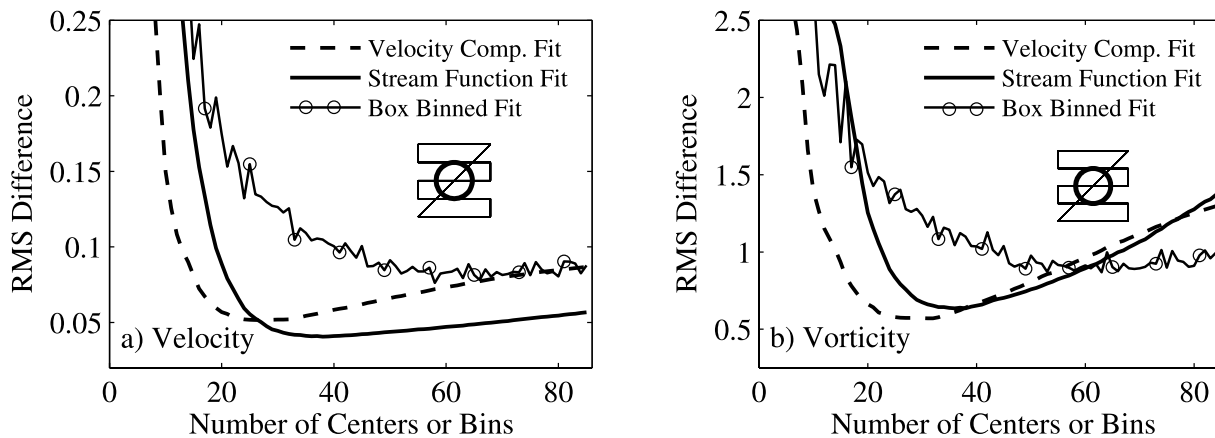 0.25
0.2
0.15
0.1
0.05
RMS Difference
Velocity Comp. Fit
Stream Function Fit
Box Binned Fit
a) Velocity
0 20 40 60 80
Number of Centers or Bins
2.5
2
1.5
1
0.5
RMS Difference
Velocity Comp. Fit
Stream Function Fit
Box Binned Fit
b) Vorticity
0 20 40 60 80
Number of Centers or Bins